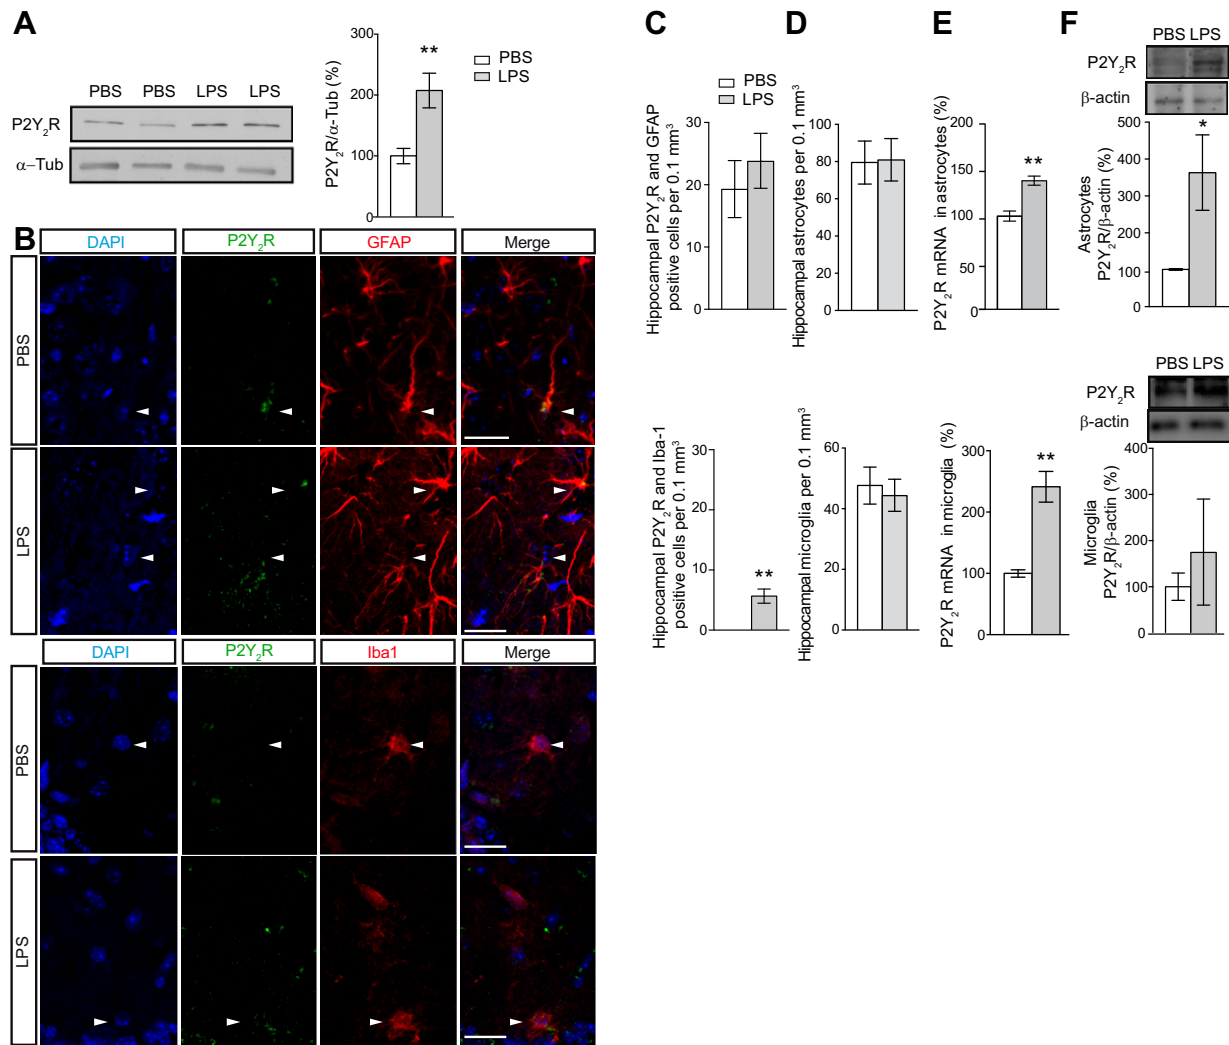 A
PBS PBS LPS LPS
P2Y₂R
α–Tub
P2Y₂R/α-Tub (%)
300
200
100
0
**
PBS
LPS
B
DAPI P2Y₂R GFAP Merge
PBS
LPS
DAPI P2Y₂R Iba1 Merge
PBS
LPS
C
PBS
LPS
Hippocampal P2Y₂R and GFAP
positive cells per 0.1 mm³
30
20
10
0
Hippocampal P2Y₂R and Iba-1
positive cells per 0.1 mm³
30
20
10
0
**
D
Hippocampal astrocytes per 0.1 mm³
100
80
60
40
20
0
Hippocampal microglia per 0.1 mm³
60
40
20
0
E
P2Y₂R mRNA in astrocytes (%)
200
150
100
50
0
**
P2Y₂R mRNA in microglia (%)
300
250
200
150
100
50
0
**
F
PBS LPS
P2Y₂R
β-actin
Astrocytes
P2Y₂R/β-actin (%)
500
400
300
200
100
0
*
PBS LPS
P2Y₂R
β-actin
Microglia
P2Y₂R/β-actin (%)
400
300
200
100
0